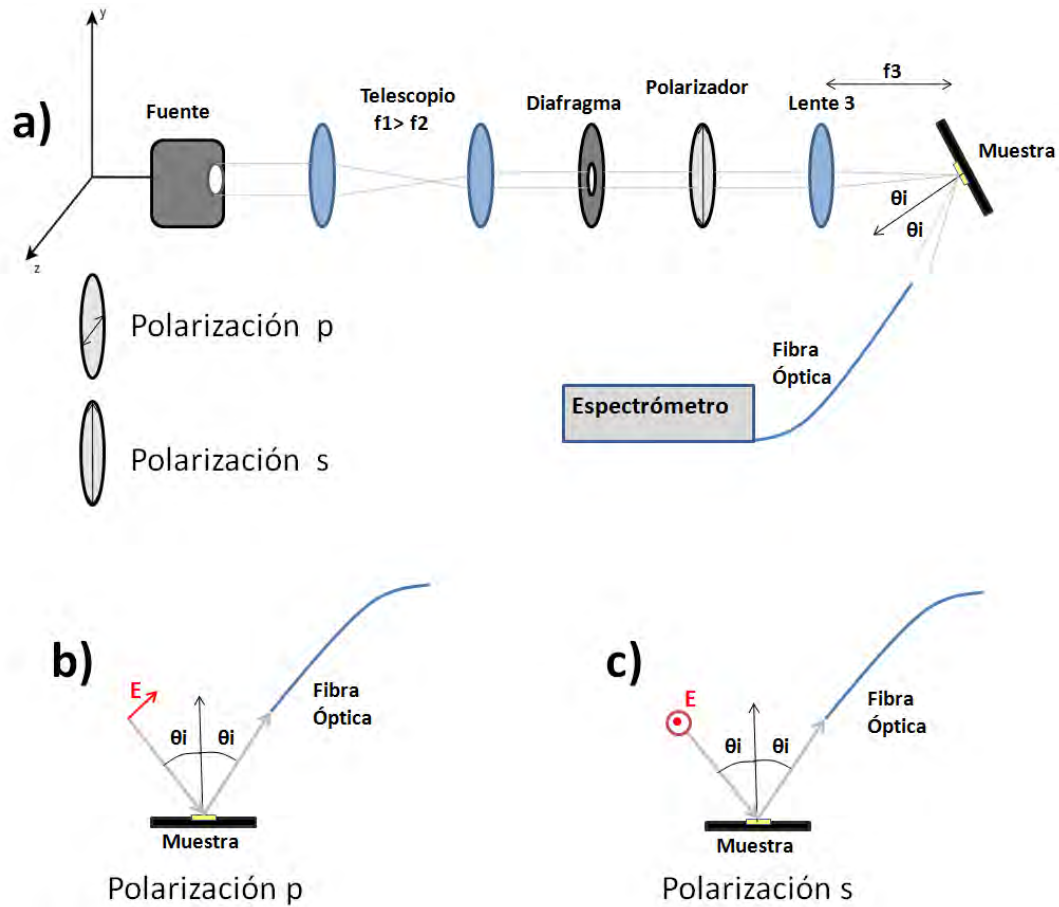 y
a)
Fuente
Telescopio
f1> f2
Diafragma
Polarizador
Lente 3
f3
Muestra
θi
θi
z
Polarización p
Polarización s
Fibra
Óptica
Espectrómetro
b)
E
θi
θi
Fibra
Óptica
Muestra
Polarización p
c)
E
θi
θi
Fibra
Óptica
Muestra
Polarización s